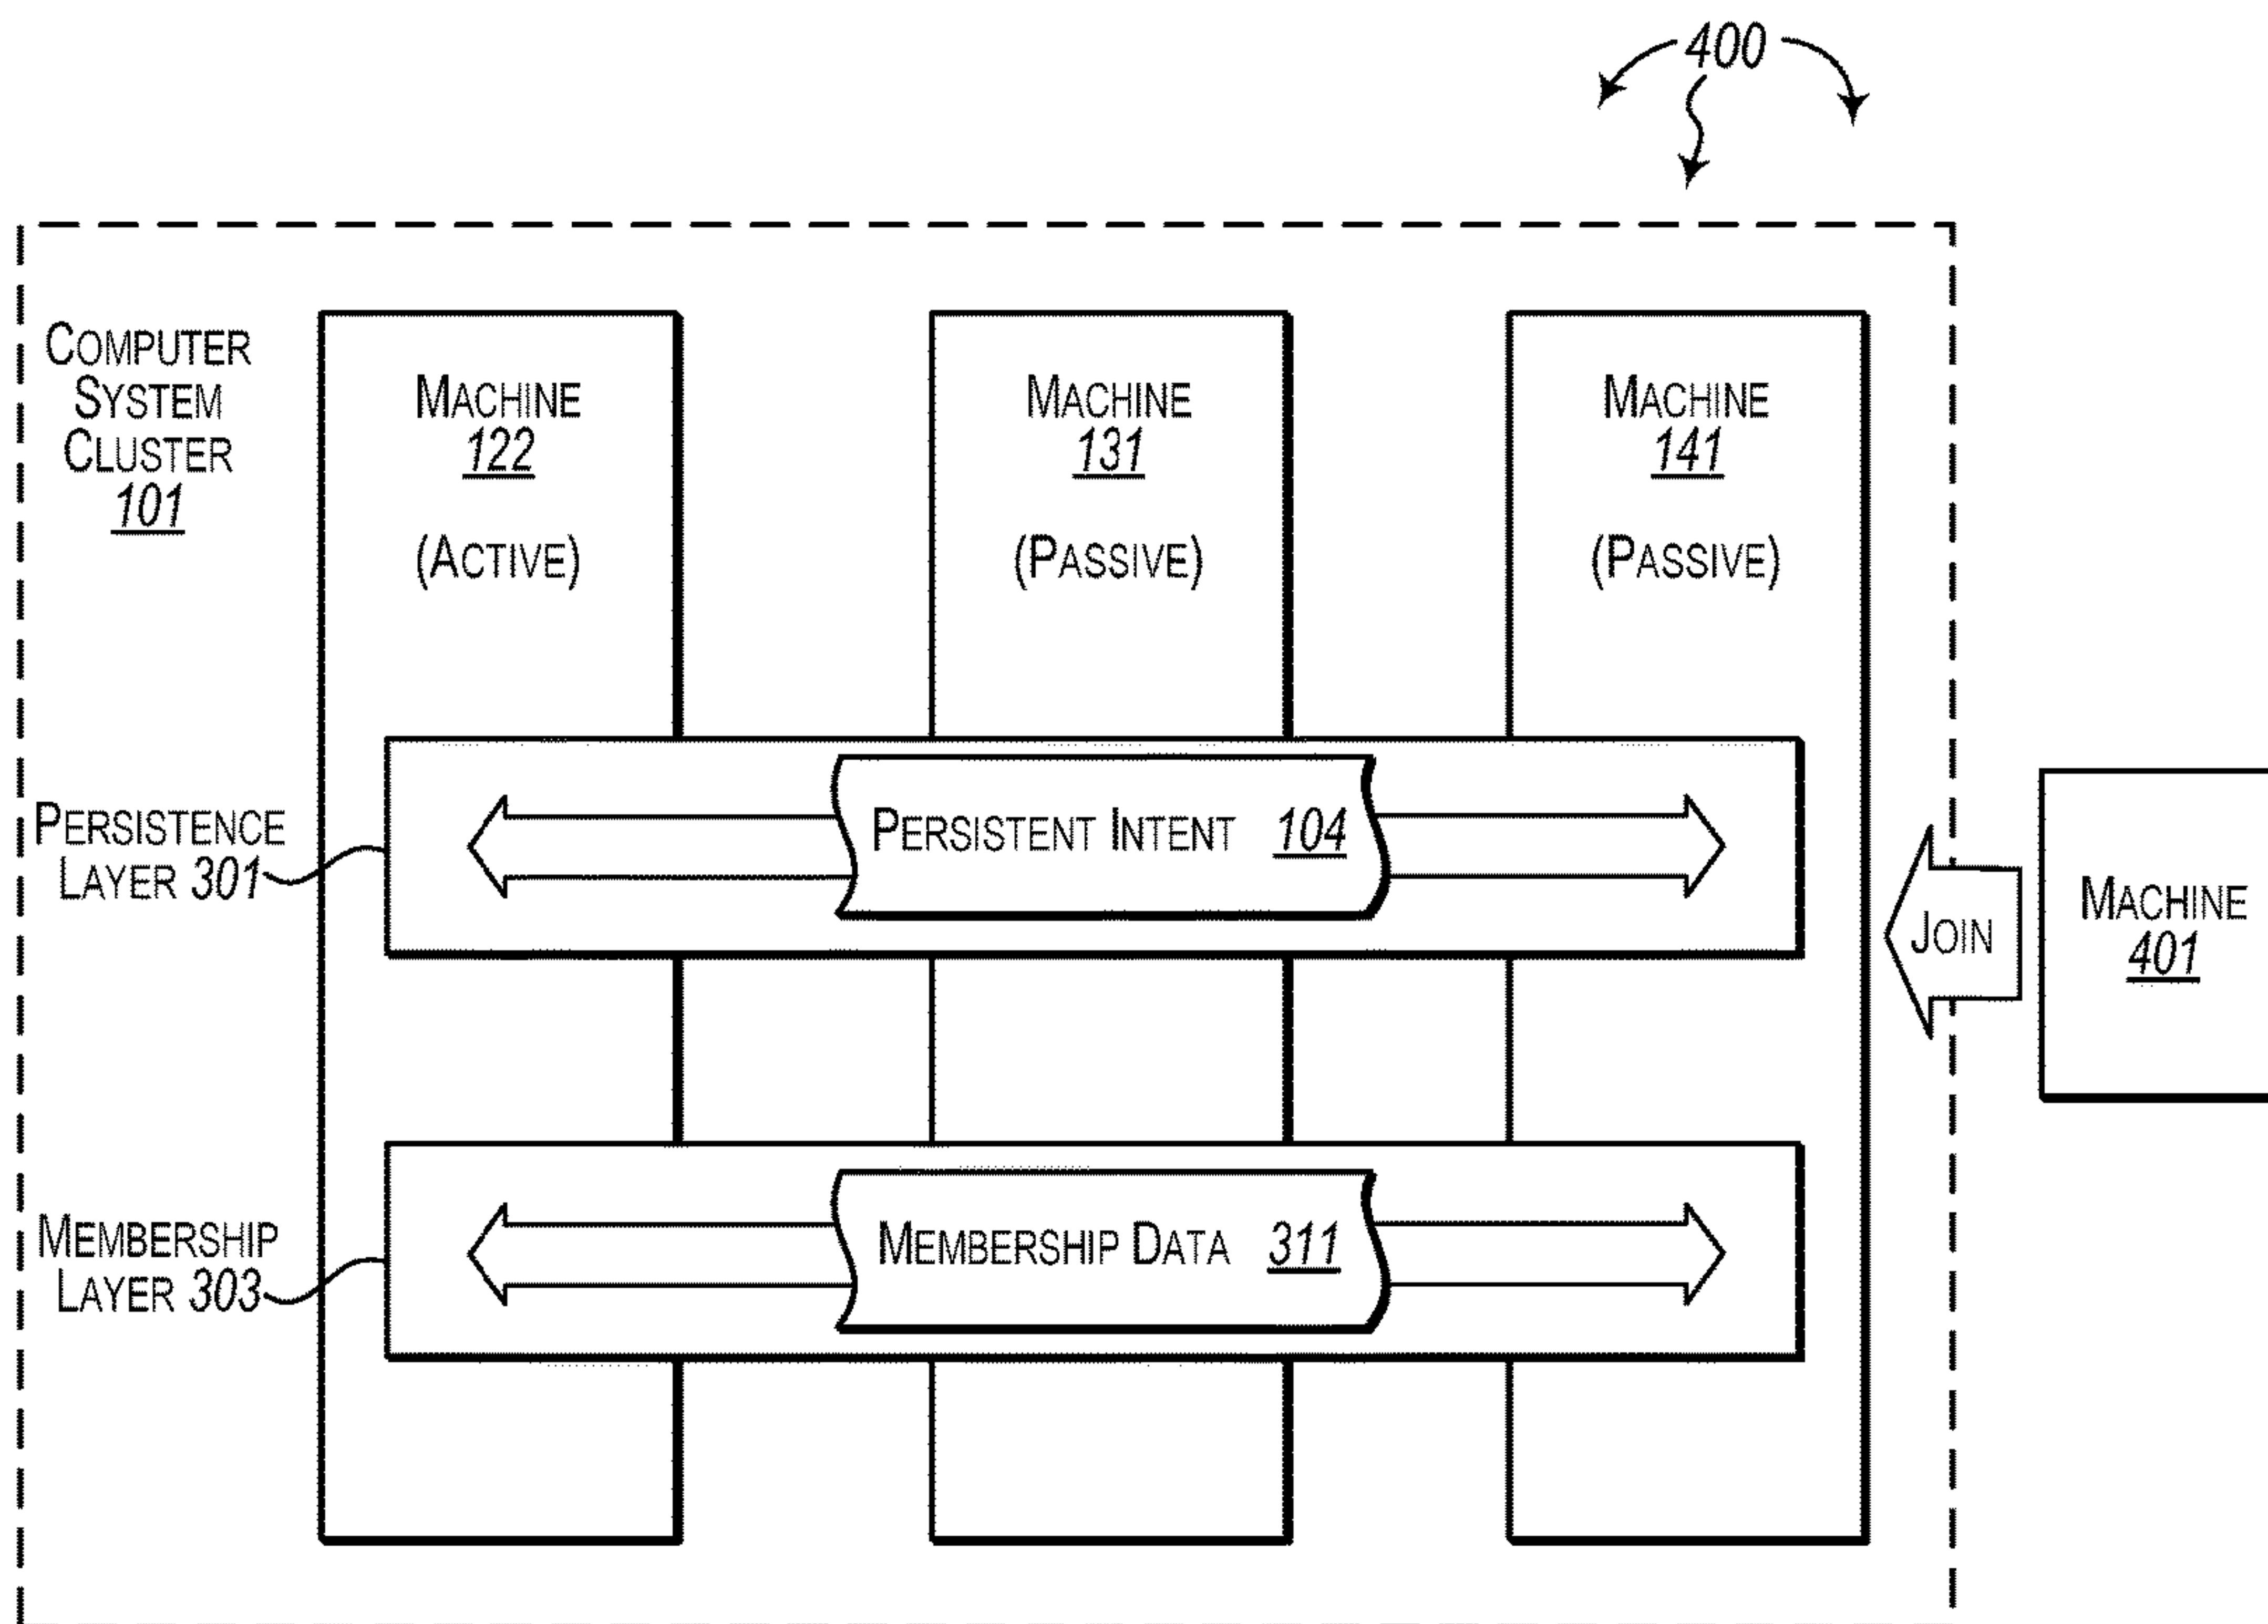 400
COMPUTER
SYSTEM
CLUSTER
101
MACHINE
122
(ACTIVE)
MACHINE
131
(PASSIVE)
MACHINE
141
(PASSIVE)
PERSISTENCE
LAYER 301
PERSISTENT INTENT 104
JOIN
MACHINE
401
MEMBERSHIP
LAYER 303
MEMBERSHIP DATA 311